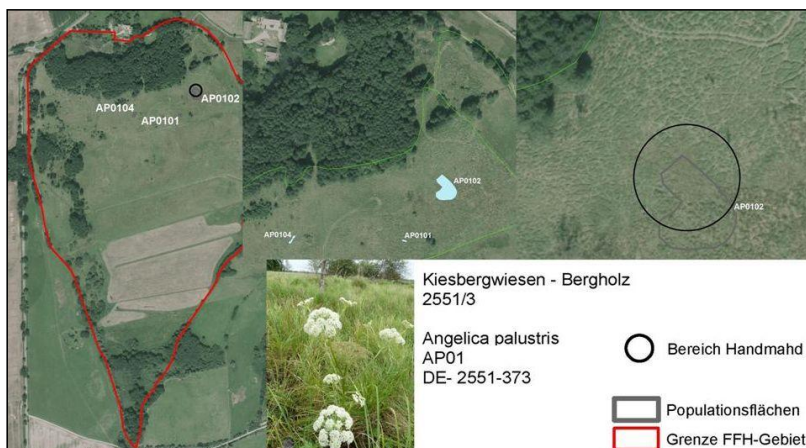 AP0104
AP0102
AP0101
AP0102
AP0104
AP0101
AP0102
Kiesbergwiesen - Bergholz
2551/3
Angelica palustris
AP01
DE- 2551-373
Bereich Handmahd
Populationsflächen
Grenze FFH-Gebiet